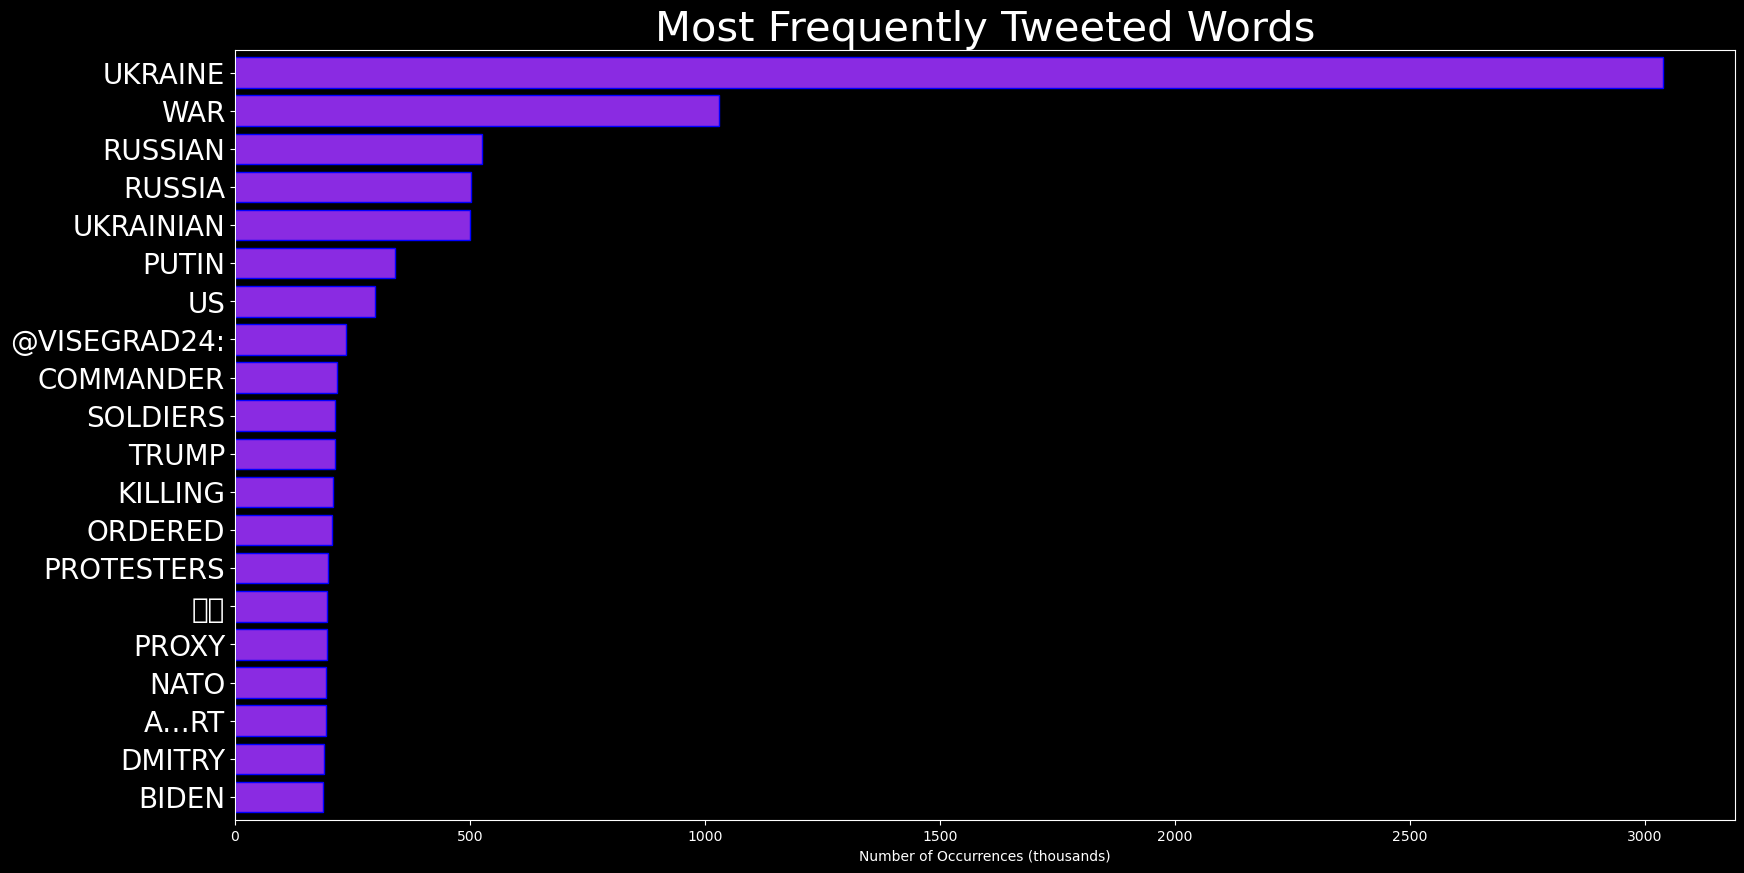 Most Frequently Tweeted Words
UKRAINE
WAR
RUSSIAN
RUSSIA
UKRAINIAN
PUTIN
US
@VISEGRAD24:
COMMANDER
SOLDIERS
TRUMP
KILLING
ORDERED
PROTESTERS
PROXY
NATO
A…RT
DMITRY
BIDEN
0 500 1000 1500 2000 2500 3000
Number of Occurrences (thousands)